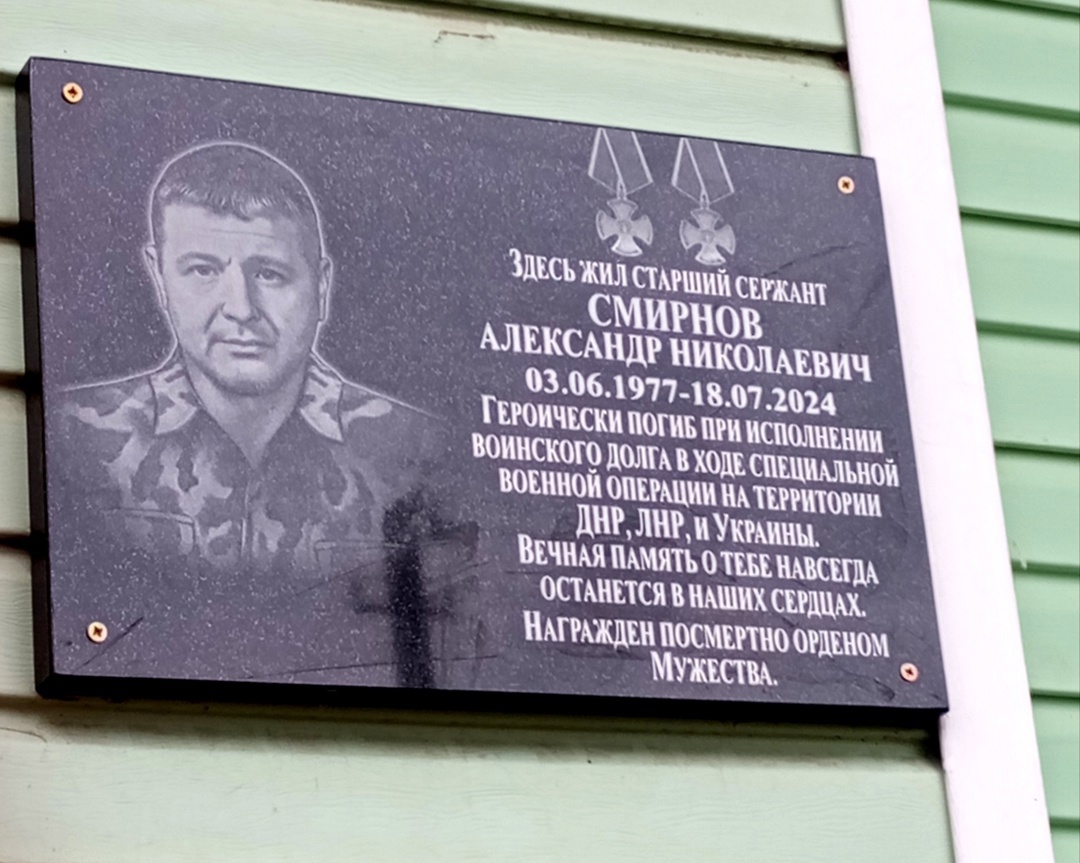 Здесь жил старший сержант
СМИРНОВ
АЛЕКСАНДР НИКОЛАЕВИЧ
03.06.1977-18.07.2024
Героически погиб при исполнении
воинского долга в ходе специальной
военной операции на территории
ДНР, ЛНР, и Украины.
Вечная память о тебе навсегда
останется в наших сердцах.
Награжден посмертно орденом
Мужества.